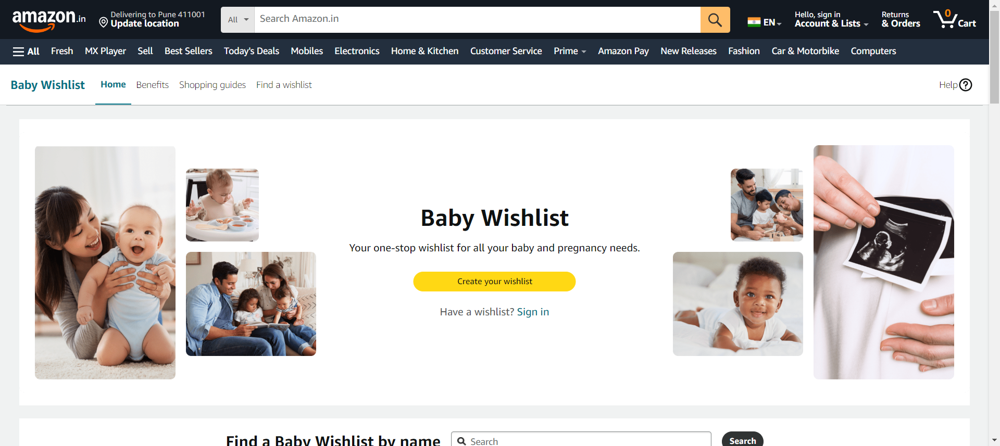 amazon.in
Delivering to Pune 411001
Update location
All
Search Amazon.in
EN
Hello, sign in
Account & Lists
Returns
& Orders
0
Cart
All Fresh MX Player Sell Best Sellers Today's Deals Mobiles Electronics Home & Kitchen Customer Service Prime Amazon Pay New Releases Fashion Car & Motorbike Computers
Baby Wishlist Home Benefits Shopping guides Find a wishlist Help
Baby Wishlist
Your one-stop wishlist for all your baby and pregnancy needs.
Create your wishlist
Have a wishlist? Sign in
Find a Baby Wishlist by name Search Search